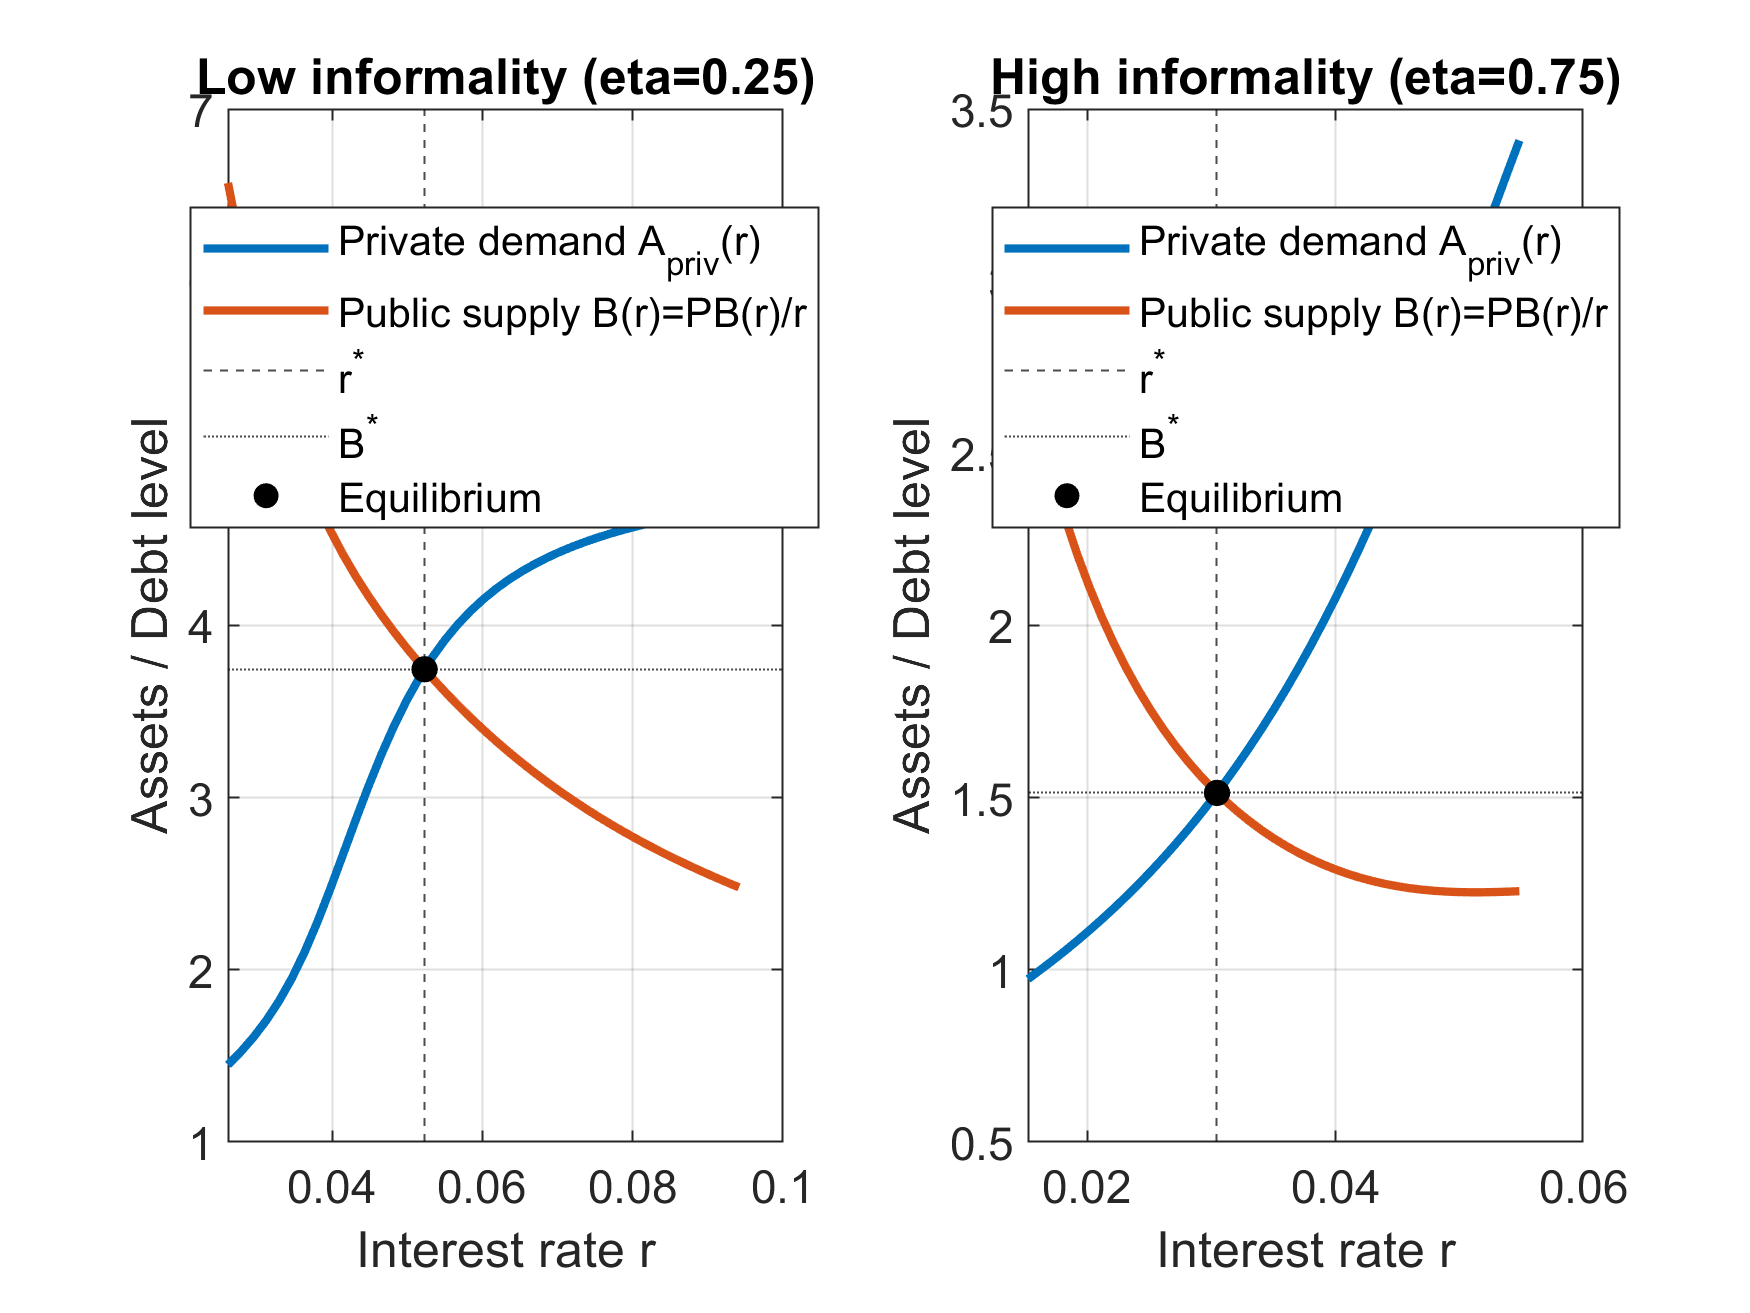 Low informality (eta=0.25)
7
4
3
2
1
Assets / Debt level
Private demand A_priv(r)
Public supply B(r)=PB(r)/r
r*
B*
Equilibrium
0.04 0.06 0.08 0.1
Interest rate r
High informality (eta=0.75)
3.5
2
1.5
1
0.5
Assets / Debt level
Private demand A_priv(r)
Public supply B(r)=PB(r)/r
r*
B*
Equilibrium
0.02 0.04 0.06
Interest rate r